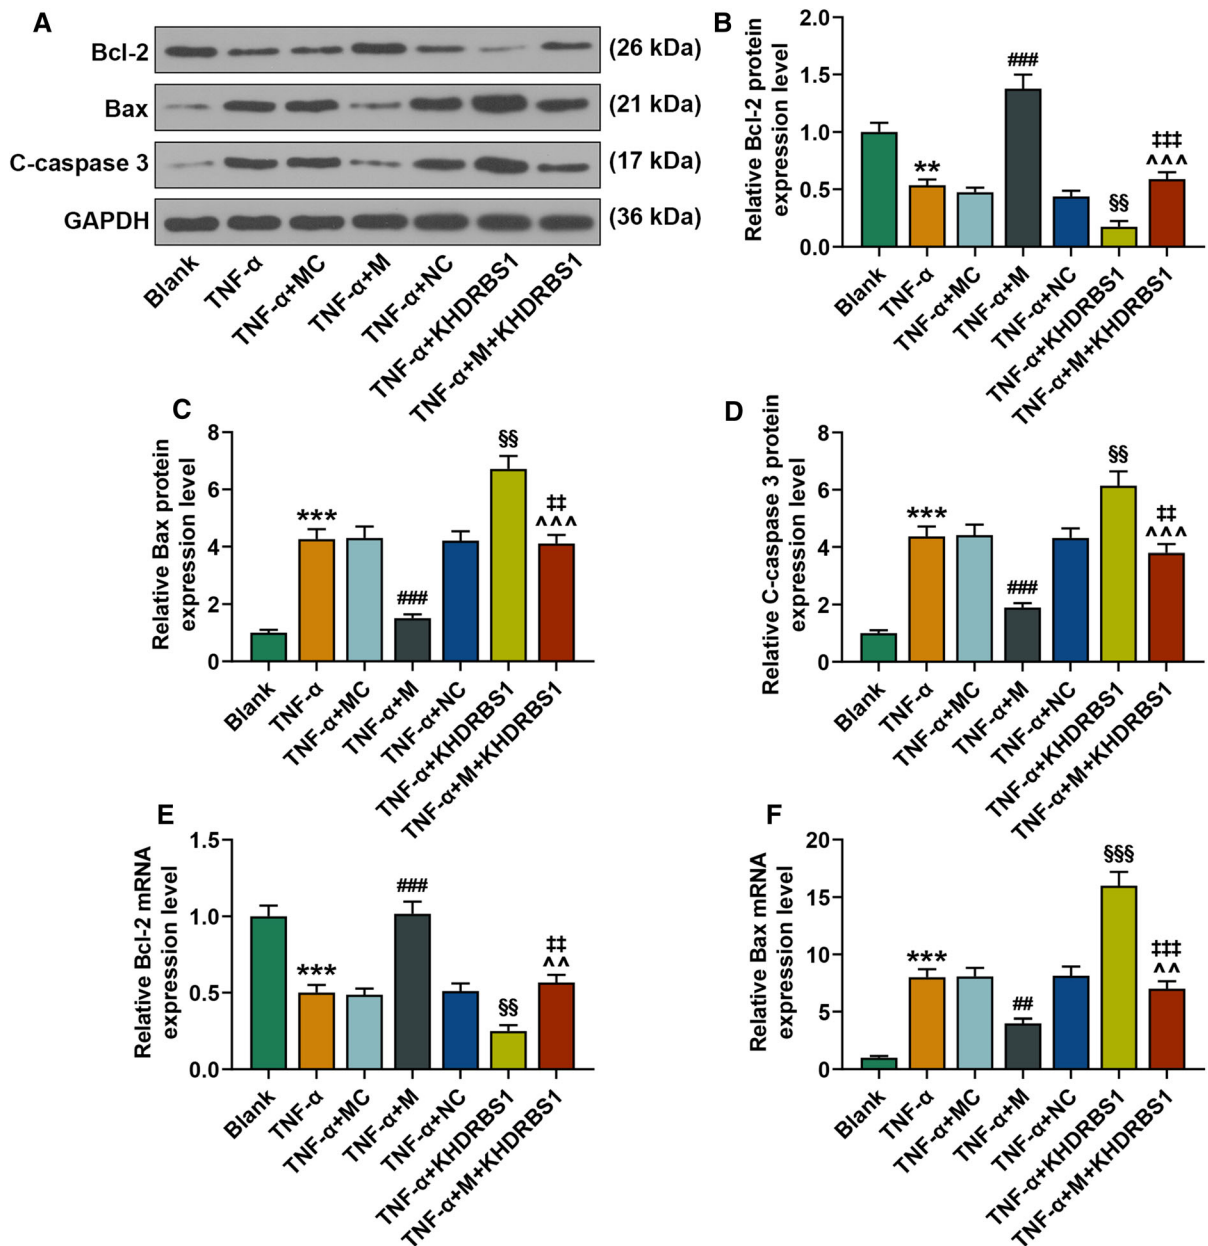 A
Bcl-2
(26 kDa)
Bax
(21 kDa)
C-caspase 3
(17 kDa)
GAPDH
(36 kDa)
Blank
TNF-α
TNF-α+MC
TNF-α+M
TNF-α+NC
TNF-α+KHDRBS1
TNF-α+M+KHDRBS1
B
Relative Bcl-2 protein
expression level
2.0
1.5
1.0
0.5
0.0
**
###
§§
‡‡‡
^^^
Blank
TNF-α
TNF-α+MC
TNF-α+M
TNF-α+NC
TNF-α+KHDRBS1
TNF-α+M+KHDRBS1
C
Relative Bax protein
expression level
8
6
4
2
0
***
###
§§
‡‡
^^^
Blank
TNF-α
TNF-α+MC
TNF-α+M
TNF-α+NC
TNF-α+KHDRBS1
TNF-α+M+KHDRBS1
D
Relative C-caspase 3 protein
expression level
8
6
4
2
0
***
###
§§
‡‡
^^^
Blank
TNF-α
TNF-α+MC
TNF-α+M
TNF-α+NC
TNF-α+KHDRBS1
TNF-α+M+KHDRBS1
E
Relative Bcl-2 mRNA
expression level
1.5
1.0
0.5
0.0
***
###
§§
‡‡
^^
Blank
TNF-α
TNF-α+MC
TNF-α+M
TNF-α+NC
TNF-α+KHDRBS1
TNF-α+M+KHDRBS1
F
Relative Bax mRNA
expression level
20
15
10
5
0
***
##
§§§
‡‡‡
^^
Blank
TNF-α
TNF-α+MC
TNF-α+M
TNF-α+NC
TNF-α+KHDRBS1
TNF-α+M+KHDRBS1